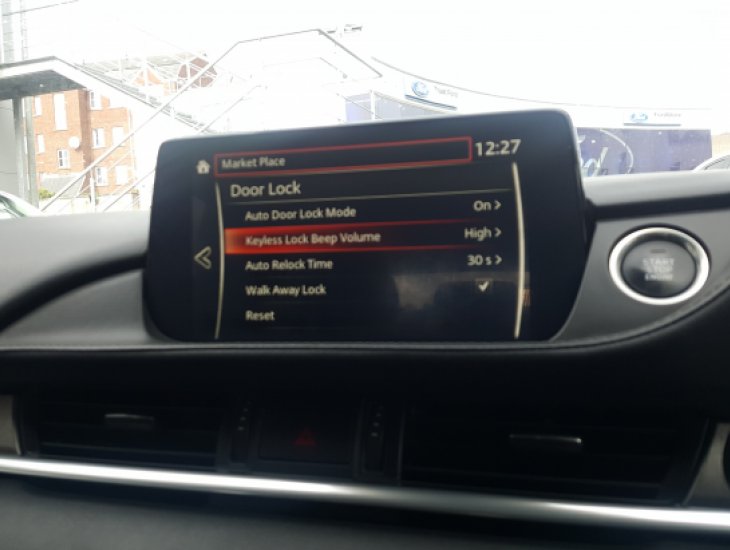 Market Place
12:27
Door Lock
Auto Door Lock Mode On
Keyless Lock Beep Volume High
Auto Relock Time 30 s
Walk Away Lock
Reset
START
STOP
ENGINE